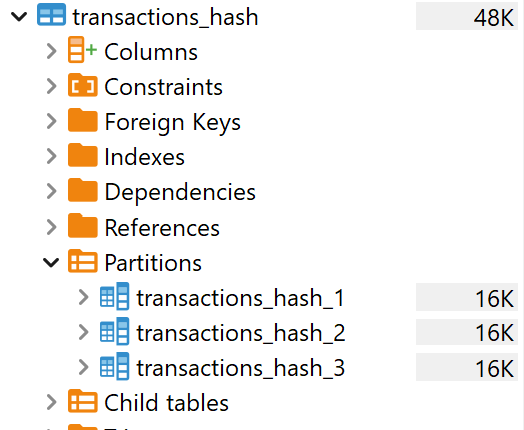 transactions_hash 48K
Columns
Constraints
Foreign Keys
Indexes
Dependencies
References
Partitions
transactions_hash_1 16K
transactions_hash_2 16K
transactions_hash_3 16K
Child tables